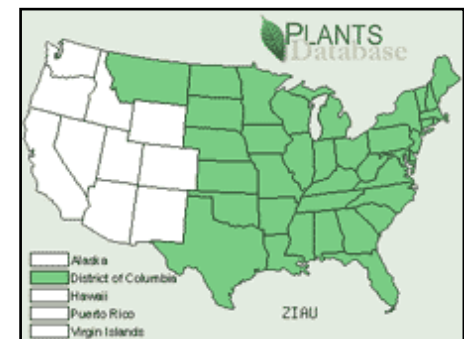 PLANTS
Database
Alaska
District of Columbia
Hawaii
Puerto Rico
Virgin Islands
ZIAU